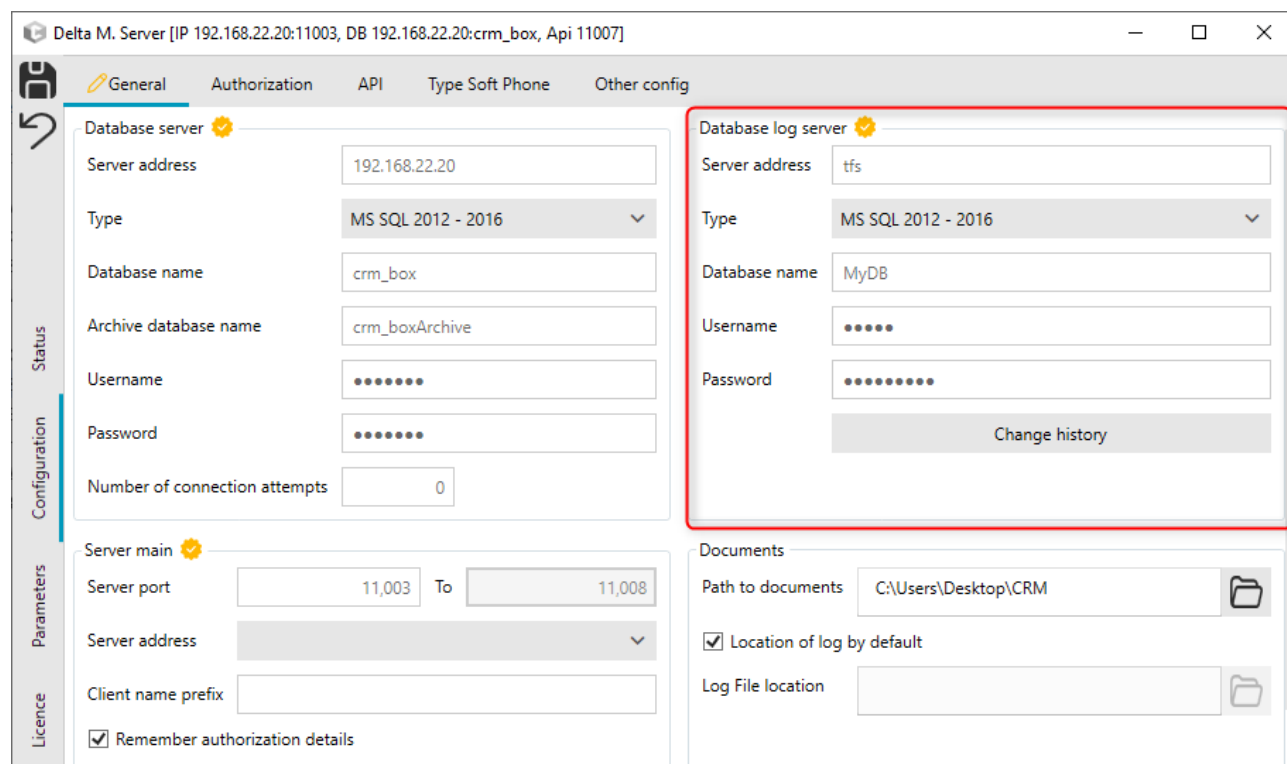 Delta M. Server [IP 192.168.22.20:11003, DB 192.168.22.20:crm_box, Api 11007]
General Authorization API Type Soft Phone Other config
Database server
Server address 192.168.22.20
Type MS SQL 2012 - 2016
Database name crm_box
Archive database name crm_boxArchive
Username •••••••
Password •••••••
Number of connection attempts 0
Database log server
Server address tfs
Type MS SQL 2012 - 2016
Database name MyDB
Username •••••
Password •••••••••
Change history
Server main
Server port 11,003 To 11,008
Server address
Client name prefix
Remember authorization details
Documents
Path to documents C:\Users\Desktop\CRM
Location of log by default
Log File location
Status
Configuration
Parameters
Licence